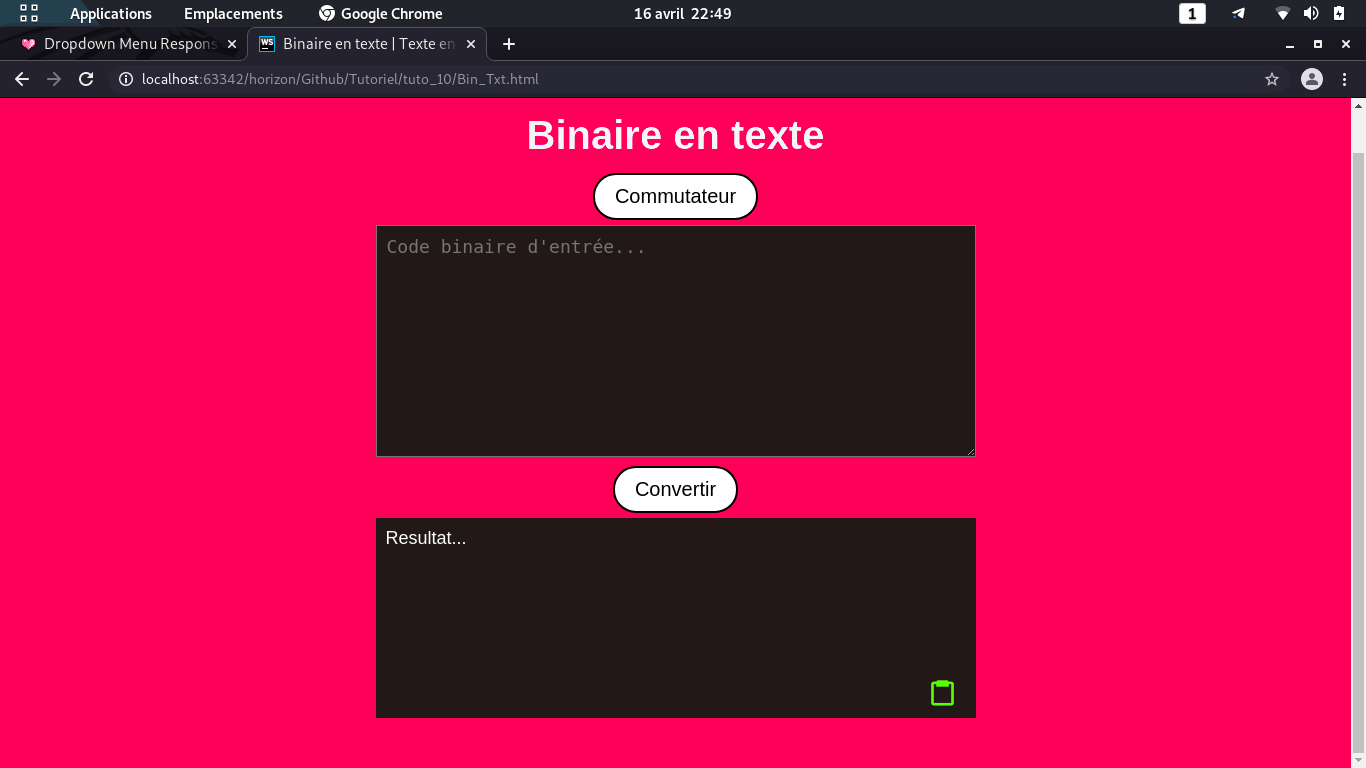 Applications Emplacements Google Chrome 16 avril 22:49 1
Dropdown Menu Respons Binaire en texte | Texte en
localhost:63342/horizon/Github/Tutoriel/tuto_10/Bin_Txt.html
Binaire en texte
Commutateur
Code binaire d'entrée...
Convertir
Resultat...